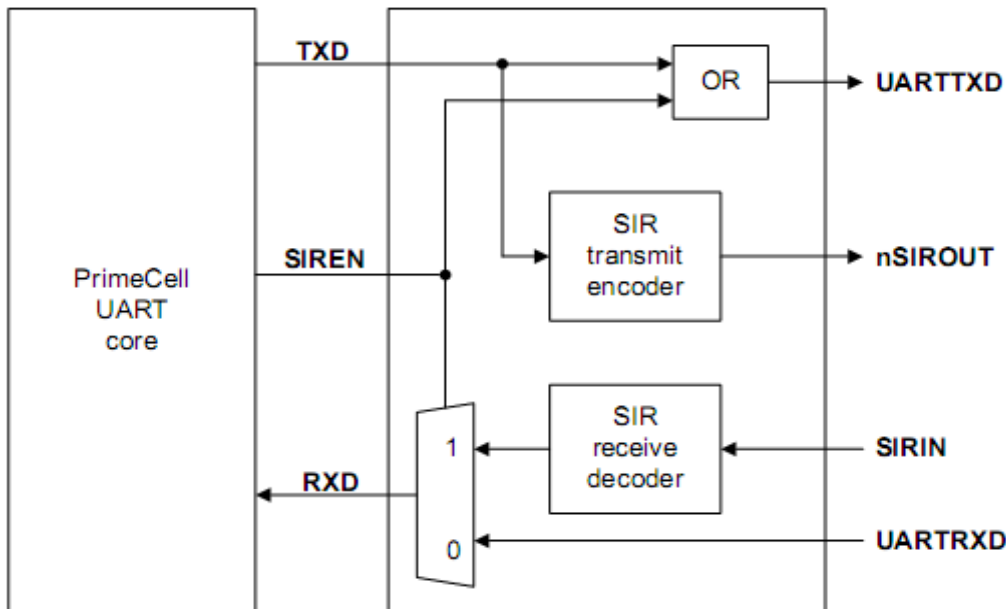 TXD
OR
UARTTXD
SIR
transmit
encoder
nSIROUT
SIREN
PrimeCell
UART
core
SIR
receive
decoder
1
SIRIN
RXD
0
UARTRXD